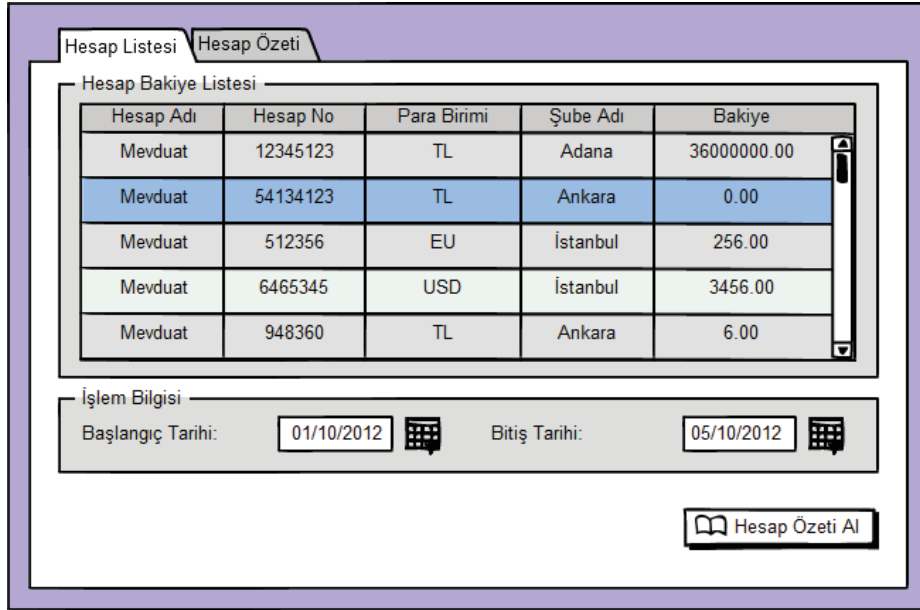 Hesap Listesi Hesap Özeti
Hesap Bakiye Listesi
Hesap Adı Hesap No Para Birimi Şube Adı Bakiye
Mevduat 12345123 TL Adana 36000000.00
Mevduat 54134123 TL Ankara 0.00
Mevduat 512356 EU İstanbul 256.00
Mevduat 6465345 USD İstanbul 3456.00
Mevduat 948360 TL Ankara 6.00
İşlem Bilgisi
Başlangıç Tarihi: 01/10/2012 Bitiş Tarihi: 05/10/2012
Hesap Özeti Al